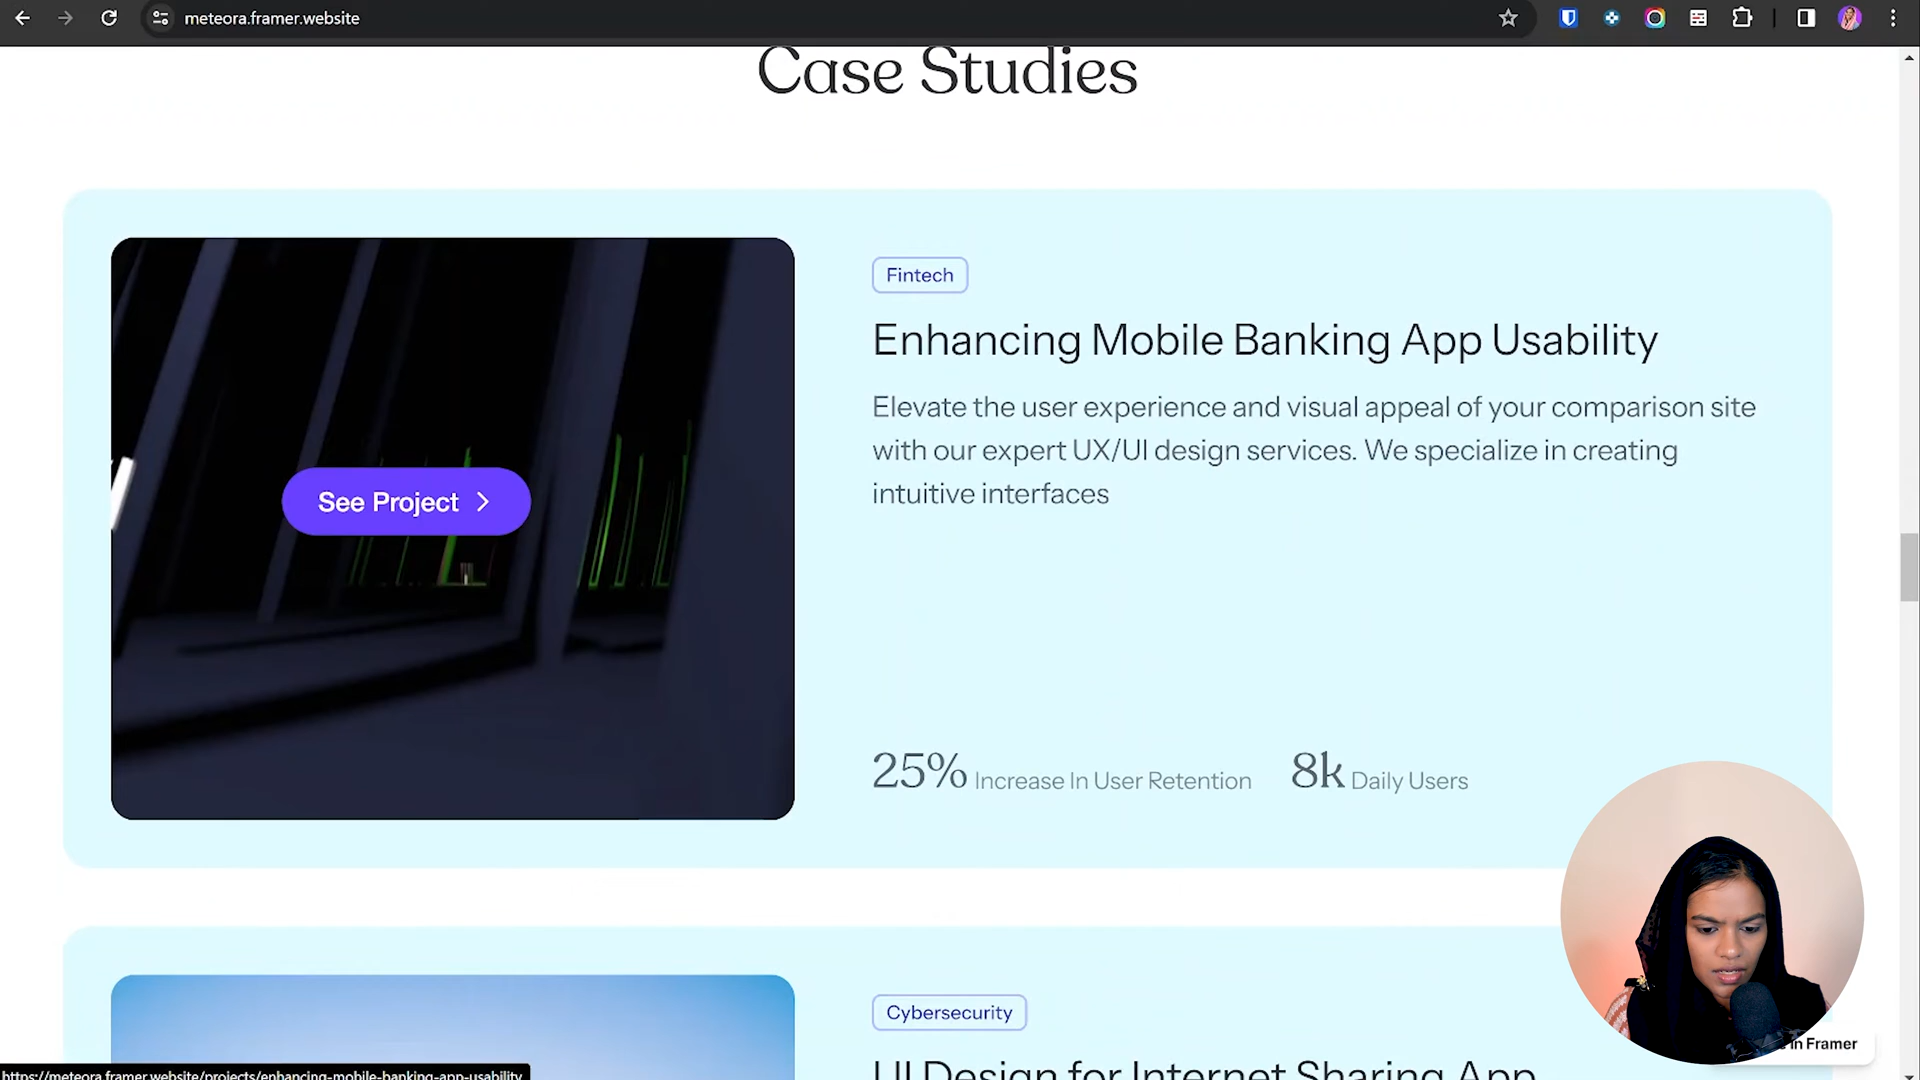 meteora.framer.website
Case Studies
Fintech
Enhancing Mobile Banking App Usability
Elevate the user experience and visual appeal of your comparison site
with our expert UX/UI design services. We specialize in creating
intuitive interfaces
See Project
25% Increase In User Retention
8k Daily Users
Cybersecurity
in Framer
UI Design for Internet Sharing App
https://meteora.framer.website/projects/enhancing-mobile-banking-app-usability